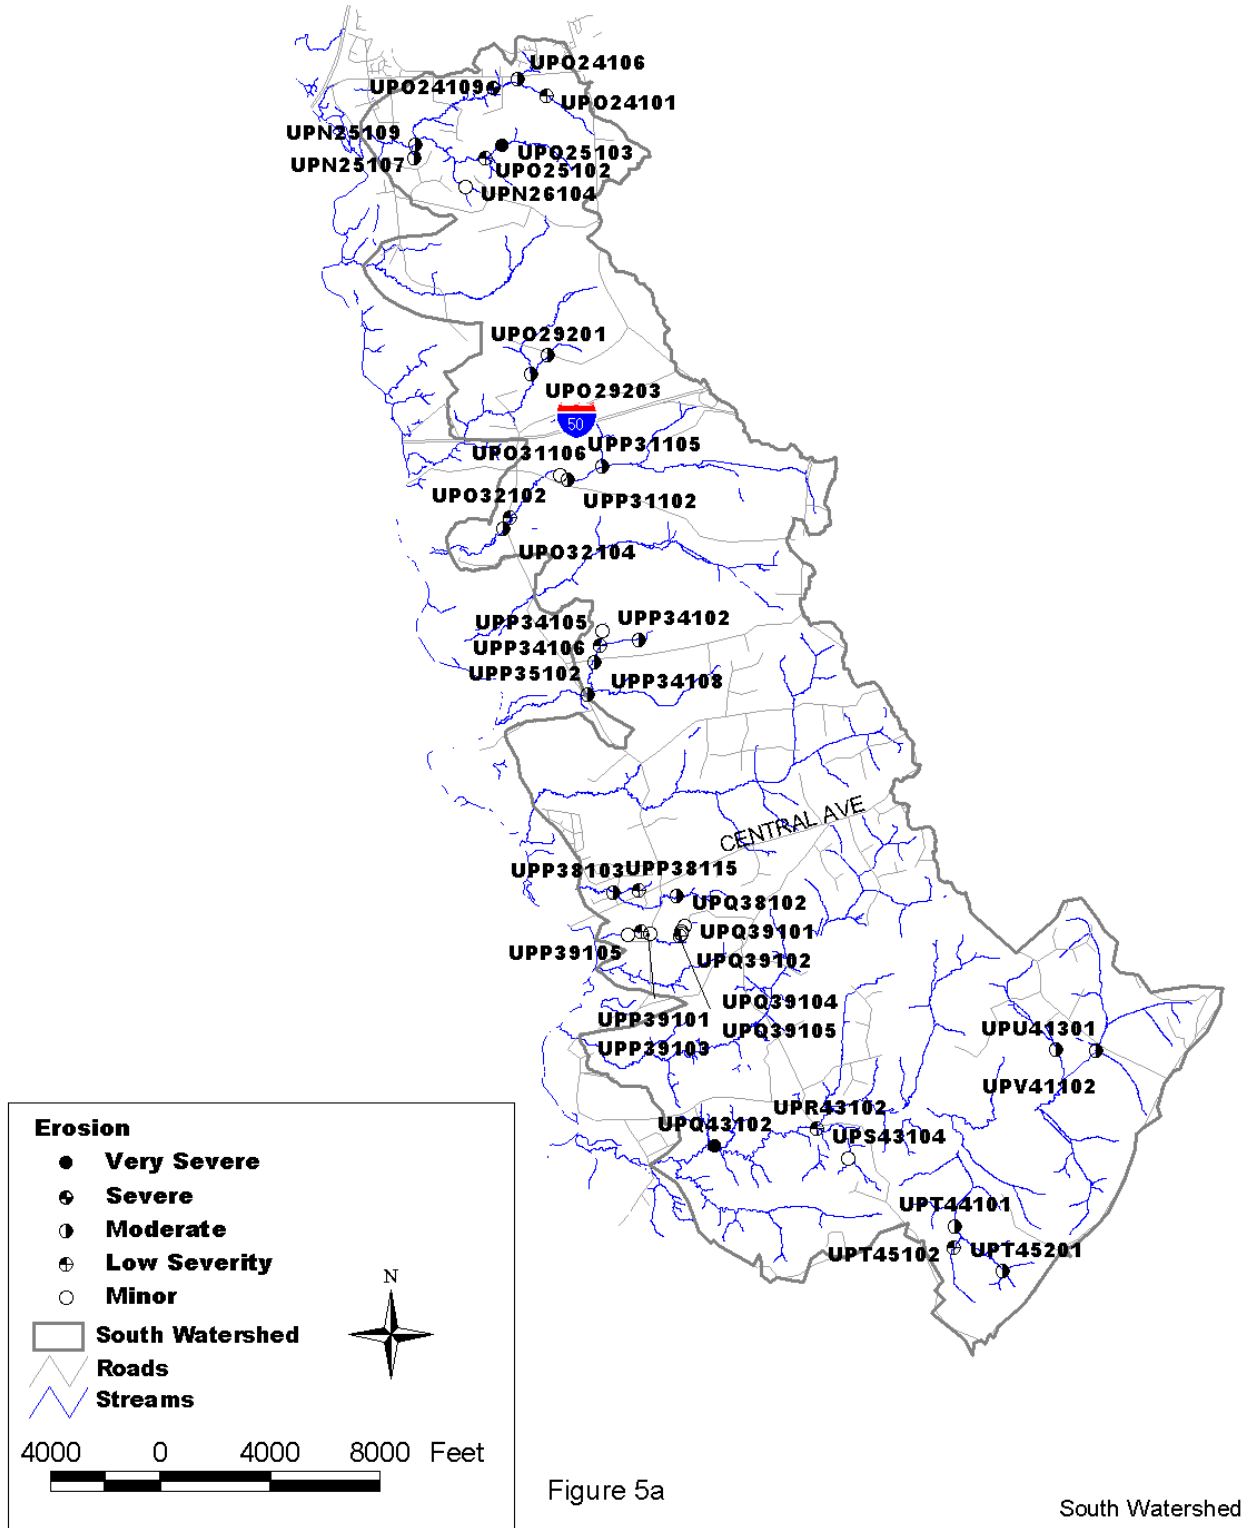 UPO24106
UPO24109
UPO24101
UPN25109
UPO25103
UPN25107
UPO25102
UPN26104
UPO29201
UPO29203
50
UPP31105
UPO31106
UPO32102
UPP31102
UPO32104
UPP34105
UPP34102
UPP34106
UPP35102
UPP34108
CENTRAL AVE
UPP38103
UPP38115
UPQ38102
UPQ39101
UPP39105
UPQ39102
UPQ39104
UPP39101
UPQ39105
UPP39103
UPU41301
UPV41102
UPR43102
UPQ43102
UPS43104
UPT44101
UPT45102
UPT45201
Erosion
Very Severe
Severe
Moderate
Low Severity
Minor
South Watershed
Roads
Streams
N
4000 0 4000 8000 Feet
Figure 5a
South Watershed